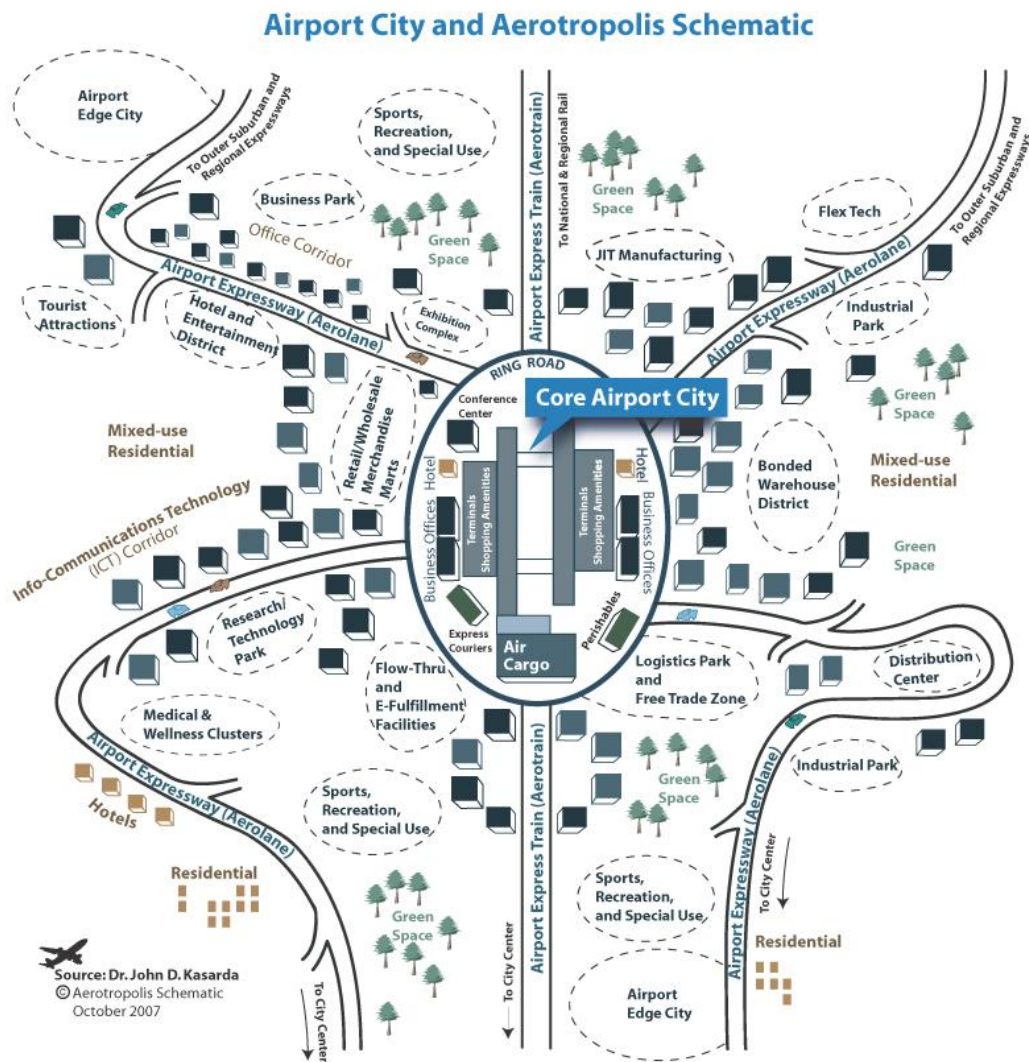 Airport City and Aerotropolis Schematic
Airport
Edge City
To Outer Suburban and
Regional Expressways
Sports,
Recreation,
and Special Use
Business Park
Office Corridor
Green
Space
Airport Express Train (Aerotrain)
To National & Regional Rail
Green
Space
JIT Manufacturing
Flex Tech
To Outer Suburban and
Regional Expressways
Airport Expressway (Aerolane)
Industrial
Park
Green
Space
Tourist
Attractions
Airport Expressway (Aerolane)
Hotel and
Entertainment
District
Exhibition
Complex
Retail/Wholesale
Merchandise
Marts
Mixed-use
Residential
Info-Communications Technology
(ICT) Corridor
RING ROAD
Core Airport City
Conference
Center
Hotel
Business Offices
Terminals
Shopping Amenities
Terminals
Shopping Amenities
Hotel
Business Offices
Express
Couriers
Air
Cargo
Perishables
Bonded
Warehouse
District
Mixed-use
Residential
Green
Space
Research/
Technology
Park
Medical &
Wellness Clusters
Flow-Thru
and
E-Fulfillment
Facilities
Logistics Park
and
Free Trade Zone
Distribution
Center
Industrial Park
Airport Expressway (Aerolane)
Hotels
Sports,
Recreation,
and Special Use
Green
Space
Residential
Green
Space
To City Center
Airport Express Train (Aerotrain)
To City Center
Sports,
Recreation,
and Special Use
Airport Expressway (Aerolane)
To City Center
Residential
Airport
Edge City
Source: Dr. John D. Kasarda
© Aerotropolis Schematic
October 2007